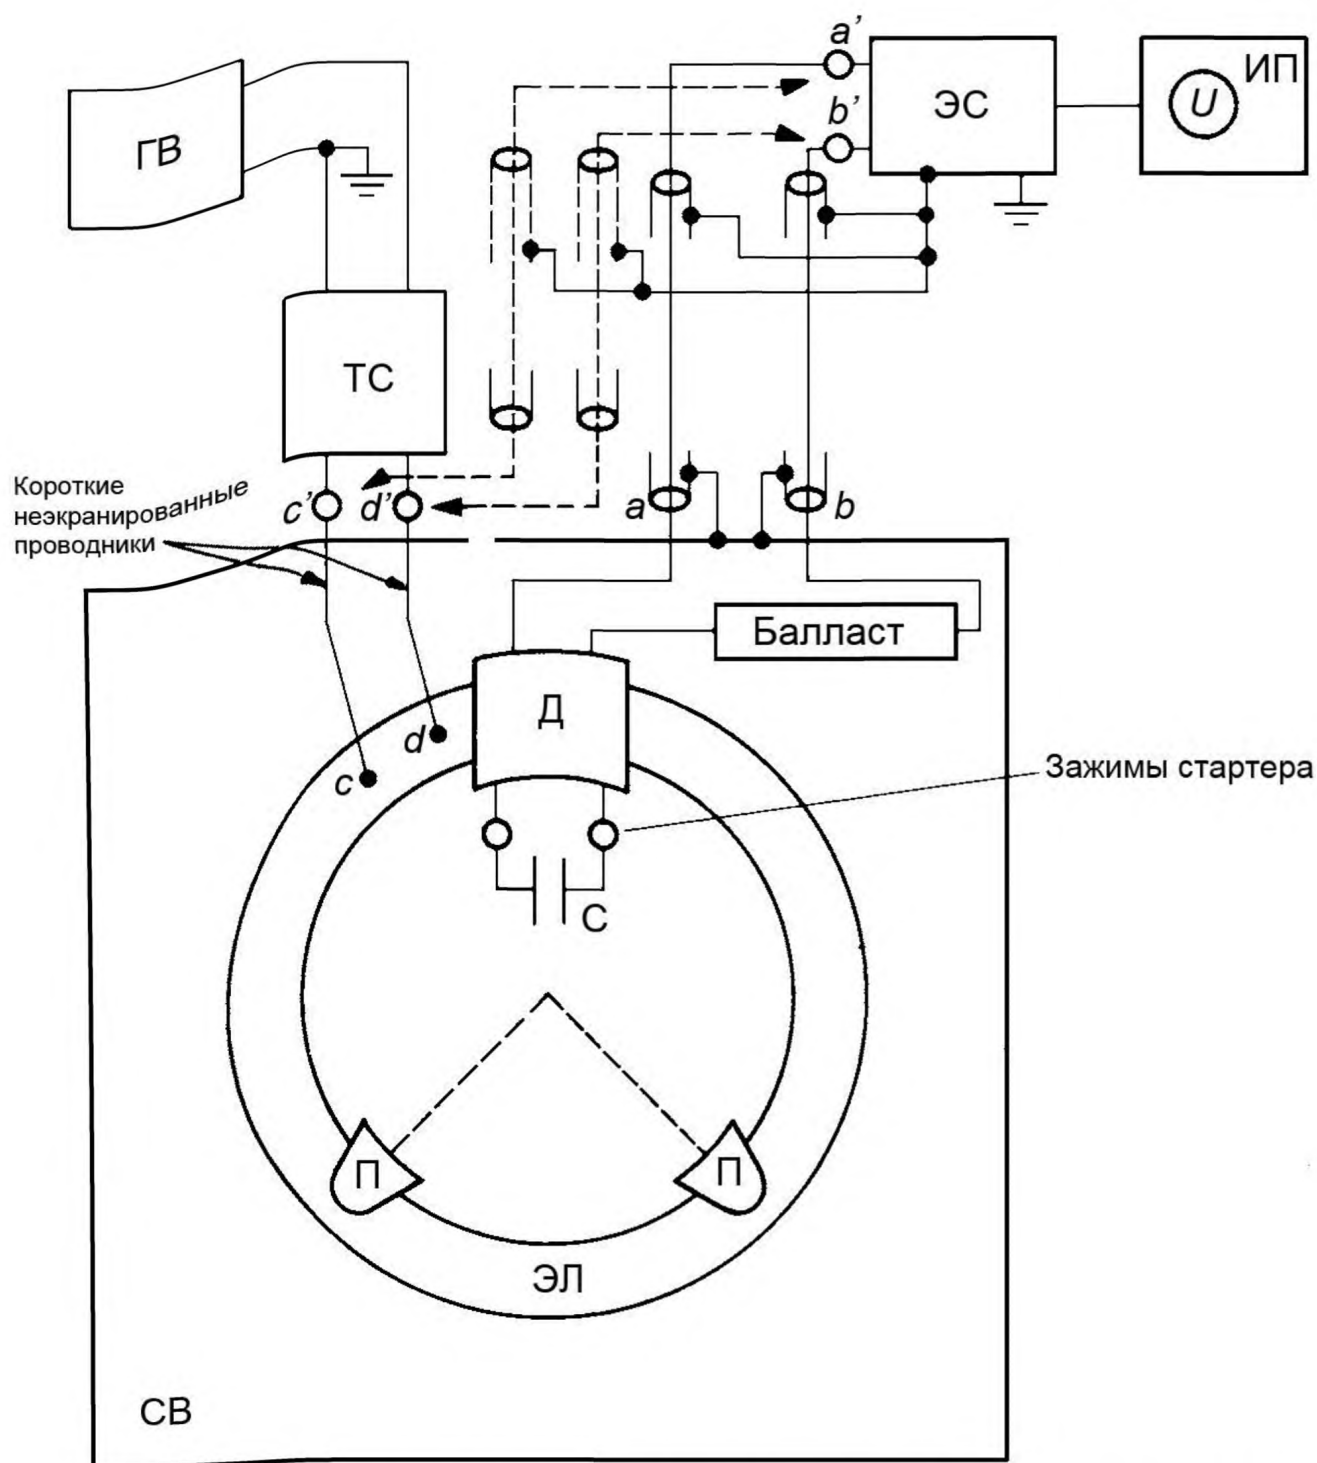 a’
ГВ
b’
ЭС
U
ИП
ТС
Короткие
неэкранированные
проводники
c’
d’
a
b
Балласт
Д
d
c
Зажимы стартера
С
П
П
ЭЛ
СВ